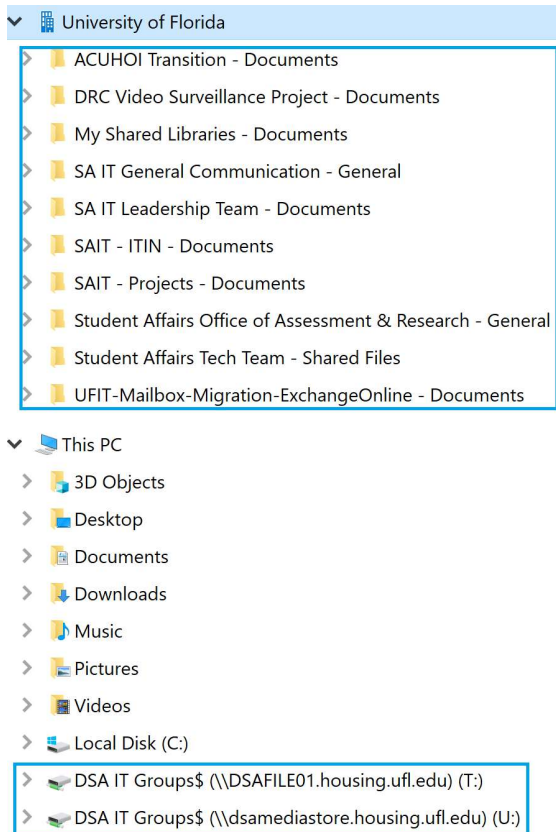 University of Florida
ACUHOI Transition - Documents
DRC Video Surveillance Project - Documents
My Shared Libraries - Documents
SA IT General Communication - General
SA IT Leadership Team - Documents
SAIT - ITIN - Documents
SAIT - Projects - Documents
Student Affairs Office of Assessment & Research - General
Student Affairs Tech Team - Shared Files
UFIT-Mailbox-Migration-ExchangeOnline - Documents
This PC
3D Objects
Desktop
Documents
Downloads
Music
Pictures
Videos
Local Disk (C:)
DSA IT Groups$ (\\DSAFILE01.housing.ufl.edu) (T:)
DSA IT Groups$ (\\dsamediastore.housing.ufl.edu) (U:)